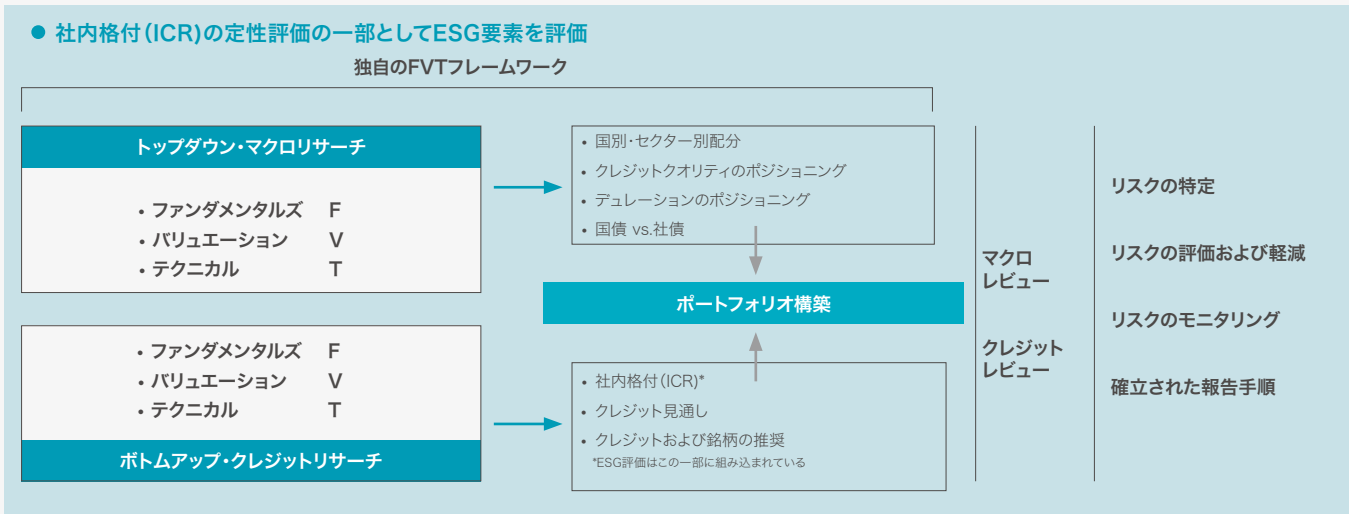 ● 社内格付(ICR)の定性評価の一部としてESG要素を評価
独自のFVTフレームワーク
トップダウン・マクロリサーチ
• ファンダメンタルズ F
• バリュエーション V
• テクニカル T
• ファンダメンタルズ F
• バリュエーション V
• テクニカル T
ボトムアップ・クレジットリサーチ
• 国別・セクター別配分
• クレジットクオリティのポジショニング
• デュレーションのポジショニング
• 国債 vs.社債
ポートフォリオ構築
• 社内格付(ICR)*
• クレジット見通し
• クレジットおよび銘柄の推奨
*ESG評価はこの一部に組み込まれている
マクロ
レビュー
クレジット
レビュー
リスクの特定
リスクの評価および軽減
リスクのモニタリング
確立された報告手順